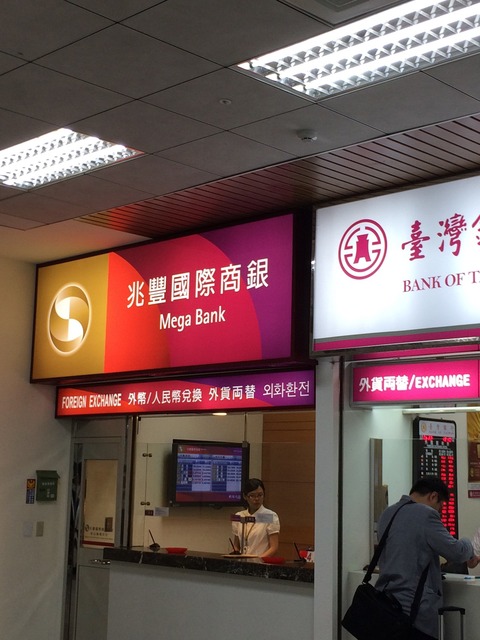 兆豐國際商銀
Mega Bank
FOREIGN EXCHANGE 外幣/人民幣兌換 外貨両替 외화환전
臺灣
BANK OF
外貨両替/EXCHANGE